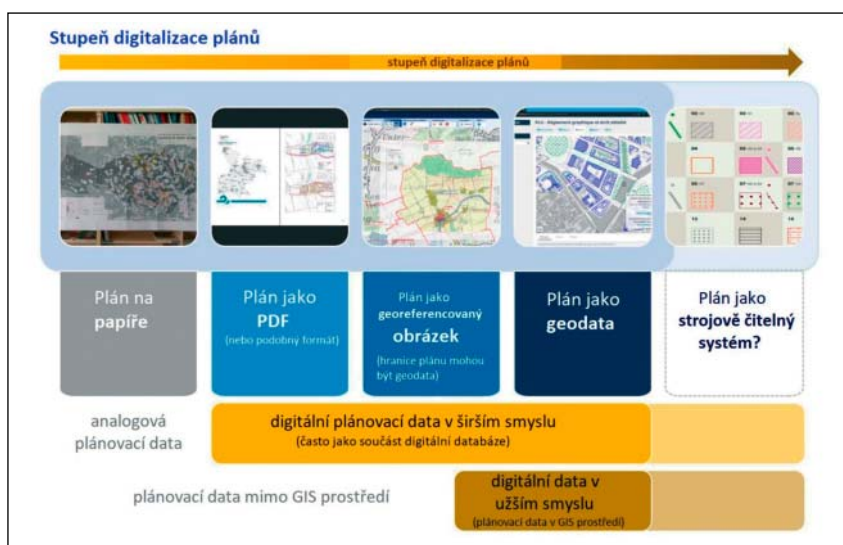 Stupeň digitalizace plánů
stupeň digitalizace plánů
Plán na
papíře
Plán jako
PDF
(nebo podobný formát)
Plán jako
georeferencovaný
obrázek
(hranice plánu mohou
být geodata)
Plán jako
geodata
Plán jako
strojově čitelný
systém?
analogová
plánovací data
digitální plánovací data v širším smyslu
(často jako součást digitální databáze)
plánovací data mimo GIS prostředí
digitální data v
užším smyslu
(plánovací data v GIS prostředí)